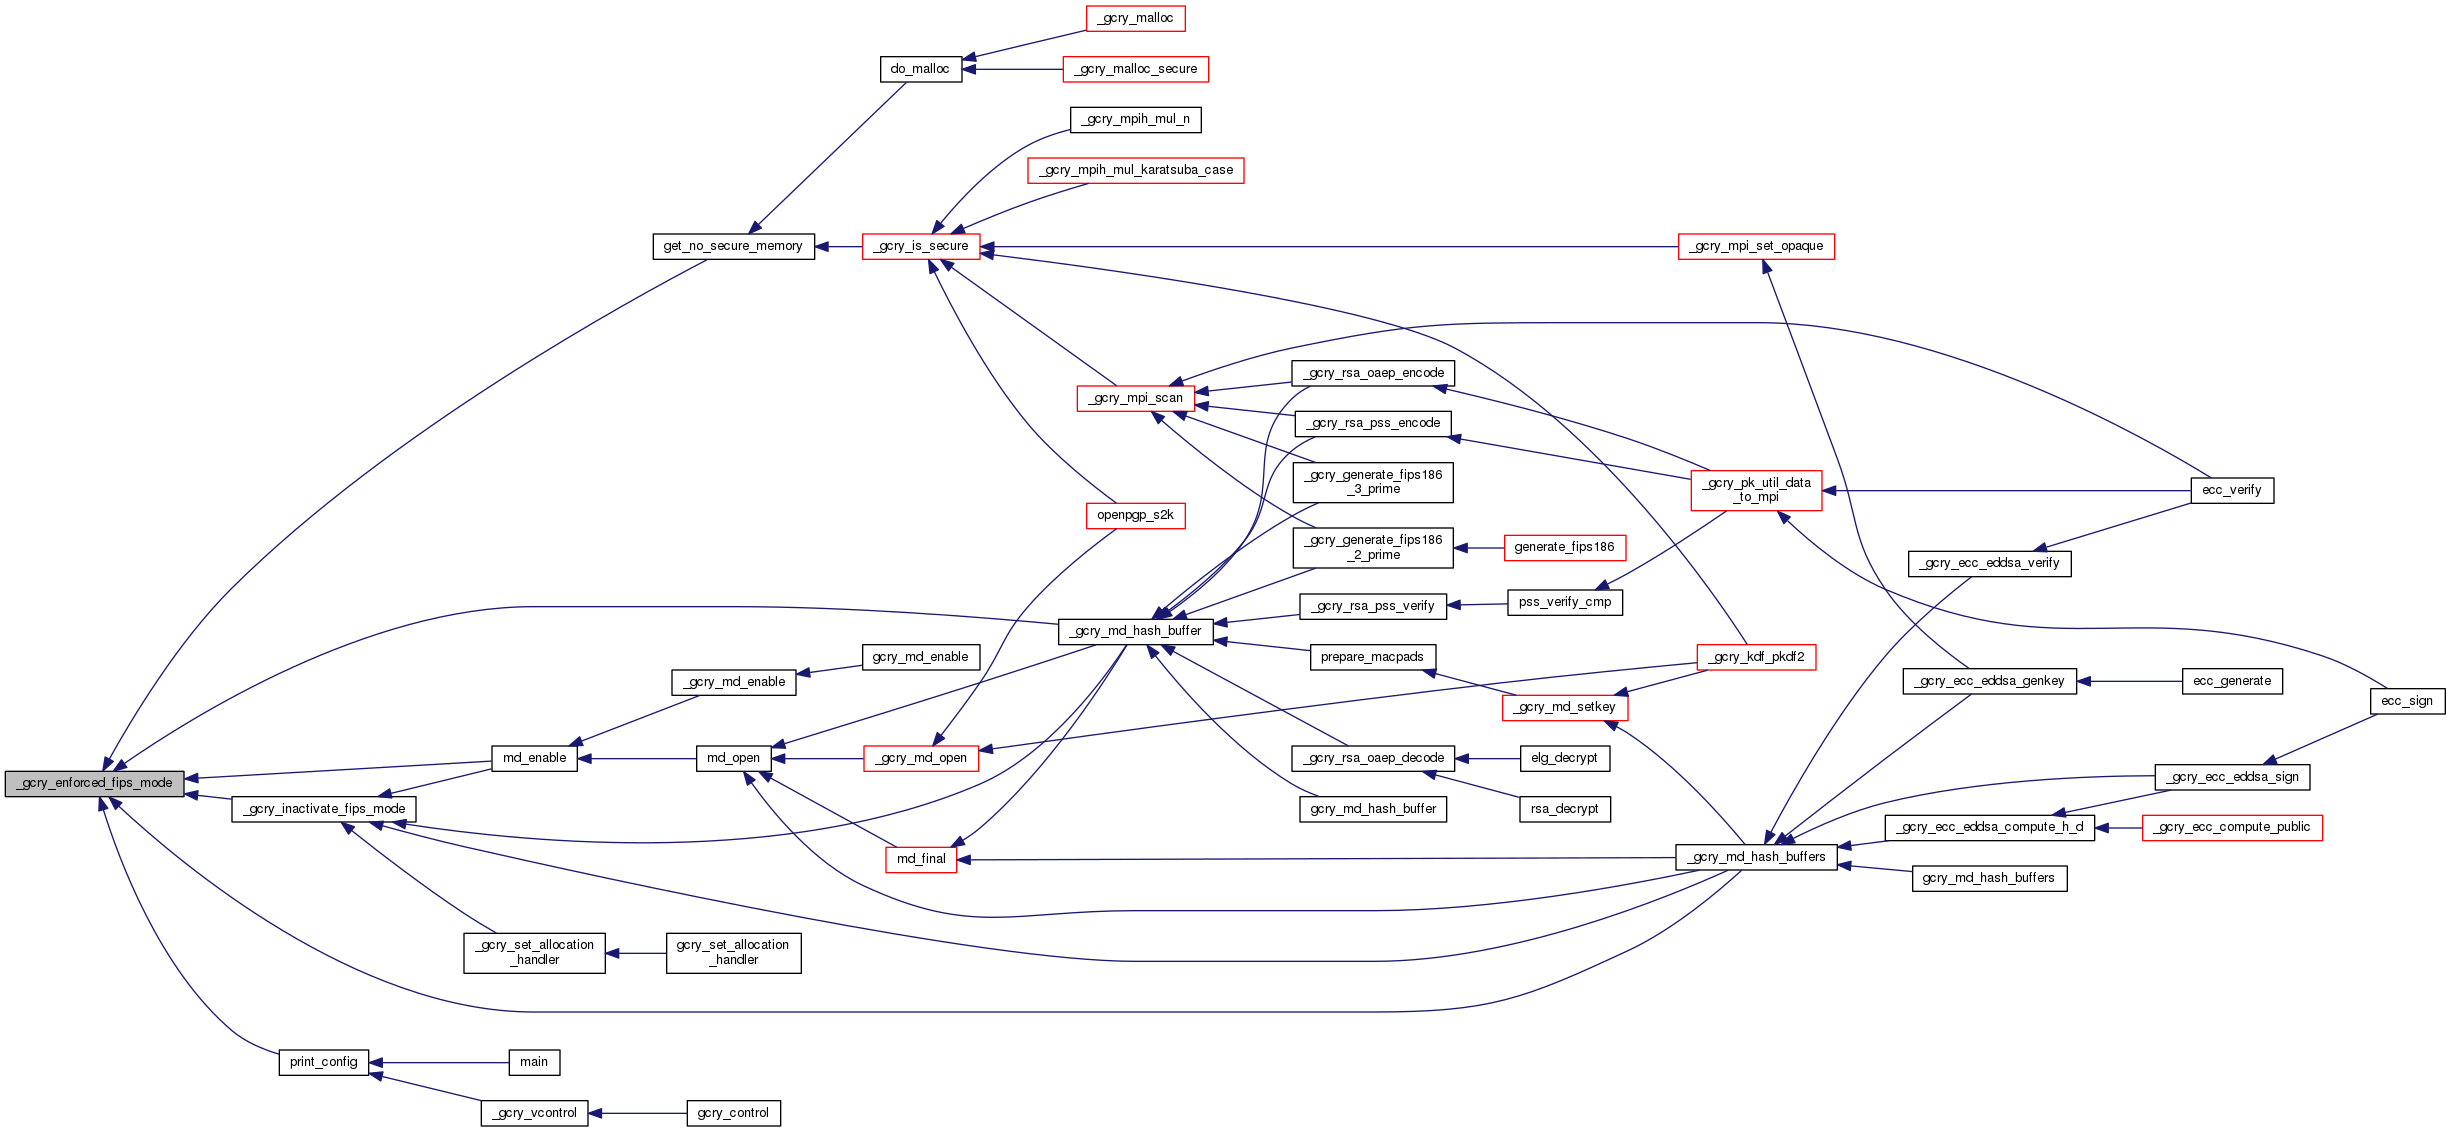 _gcry_malloc
do_malloc
_gcry_malloc_secure
_gcry_mpih_mul_n
_gcry_mpih_mul_karatsuba_case
get_no_secure_memory
_gcry_is_secure
_gcry_mpi_set_opaque
_gcry_rsa_oaep_encode
_gcry_mpi_scan
_gcry_rsa_pss_encode
_gcry_generate_fips186
_3_prime
_gcry_pk_util_data
_to_mpi
ecc_verify
openpgp_s2k
_gcry_generate_fips186
_2_prime
generate_fips186
_gcry_ecc_eddsa_verify
_gcry_rsa_pss_verify
pss_verify_cmp
_gcry_md_hash_buffer
gcry_md_enable
prepare_macpads
_gcry_kdf_pkdf2
_gcry_md_enable
_gcry_ecc_eddsa_genkey
ecc_generate
_gcry_md_setkey
ecc_sign
md_enable
md_open
_gcry_md_open
_gcry_rsa_oaep_decode
elg_decrypt
_gcry_enforced_fips_mode
_gcry_ecc_eddsa_sign
_gcry_inactivate_fips_mode
gcry_md_hash_buffer
rsa_decrypt
_gcry_ecc_eddsa_compute_h_d
_gcry_ecc_compute_public
md_final
_gcry_md_hash_buffers
gcry_md_hash_buffers
_gcry_set_allocation
_handler
gcry_set_allocation
_handler
print_config
main
_gcry_vcontrol
gcry_control